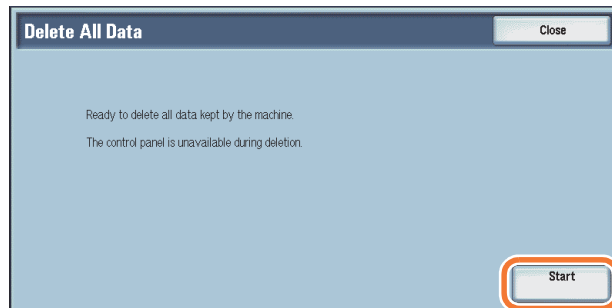 Delete All Data
Close
Ready to delete all data kept by the machine.
The control panel is unavailable during deletion.
Start